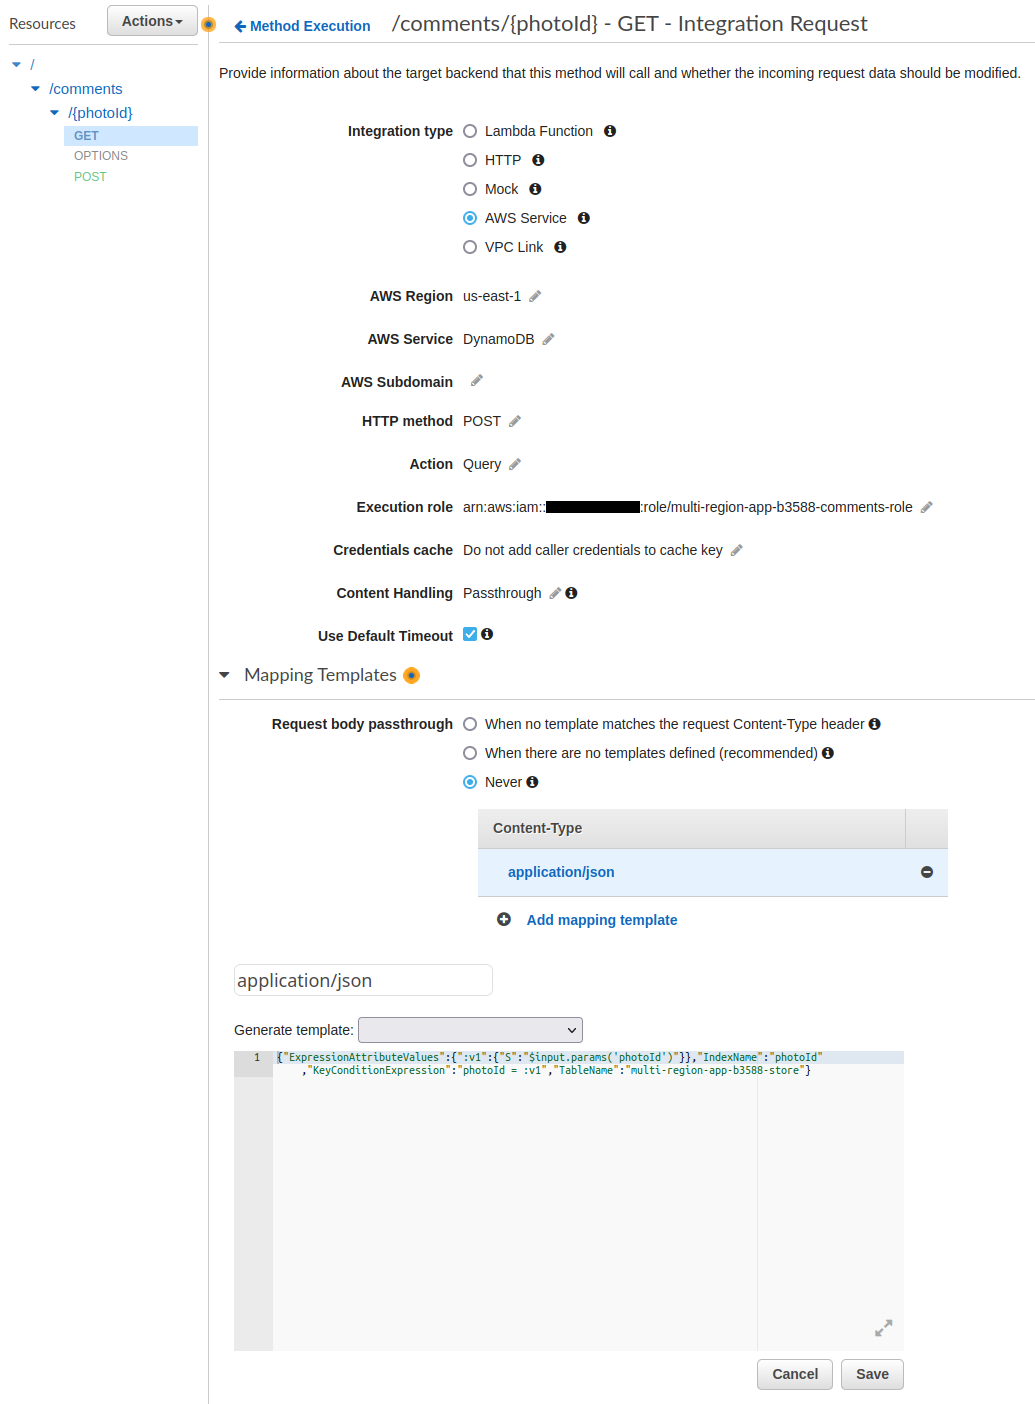 Resources
Actions
/
/comments
/{photoId}
GET
OPTIONS
POST
Method Execution
/comments/{photoId} - GET - Integration Request
Provide information about the target backend that this method will call and whether the incoming request data should be modified.
Integration type
Lambda Function
HTTP
Mock
AWS Service
VPC Link
AWS Region us-east-1
AWS Service DynamoDB
AWS Subdomain
HTTP method POST
Action Query
Execution role arn:aws:iam:: :role/multi-region-app-b3588-comments-role
Credentials cache Do not add caller credentials to cache key
Content Handling Passthrough
Use Default Timeout
Mapping Templates
Request body passthrough
When no template matches the request Content-Type header
When there are no templates defined (recommended)
Never
Content-Type
application/json
Add mapping template
application/json
Generate template:
1 {"ExpressionAttributeValues":{":v1":{"S":"$input.params('photoId')"}},"IndexName":"photoId"
,"KeyConditionExpression":"photoId = :v1","TableName":"multi-region-app-b3588-store"}
Cancel
Save